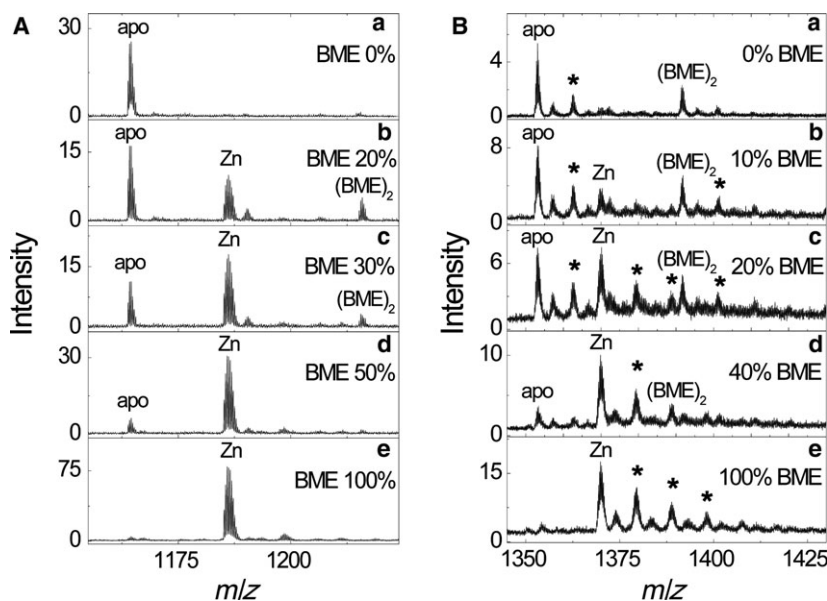 A
30
apo
a
BME 0%
0
apo
b
15
Zn
BME 20%
(BME)2
0
Zn
c
15
apo
BME 30%
(BME)2
0
30
Zn
d
BME 50%
apo
0
75
Zn
e
BME 100%
0
1175
1200
Intensity
m/z
B
apo
a
4
*
(BME)2
0% BME
0
8
apo
b
* Zn
(BME)2
*
10% BME
0
apo
Zn
c
6
*
*
(BME)2
*
*
20% BME
0
10
Zn
d
apo
*
(BME)2
40% BME
0
Zn
e
15
* * *
100% BME
0
1350
1375
1400
1425
Intensity
m/z